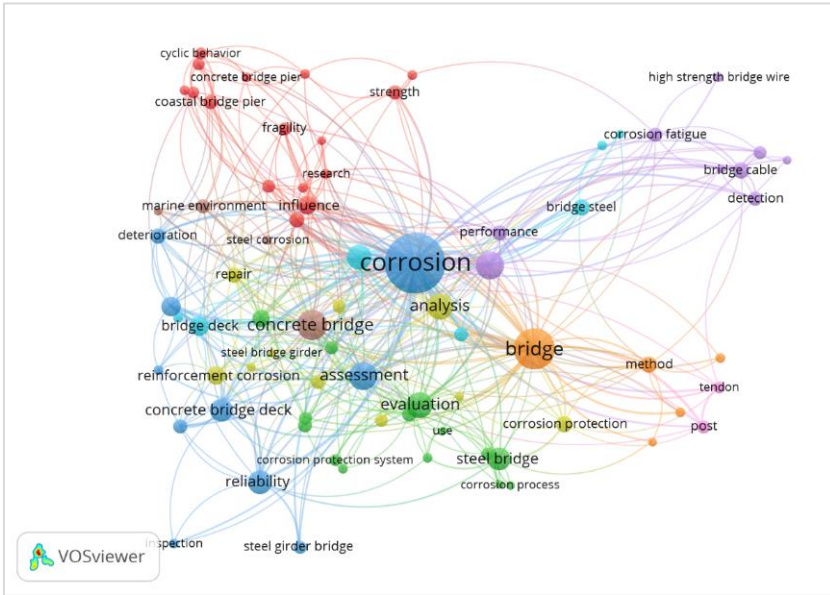 cyclic behavior
concrete bridge pier
high strength bridge wire
strength
coastal bridge pier
fragility
corrosion fatigue
research
bridge cable
marine environment
influence
bridge steel
detection
deterioration
steel corrosion
performance
repair
corrosion
analysis
bridge deck
concrete bridge
steel bridge girder
bridge
reinforcement corrosion
assessment
method
tendon
concrete bridge deck
evaluation
use
corrosion protection
post
corrosion protection system
steel bridge
reliability
corrosion process
inspection
steel girder bridge
VOSviewer